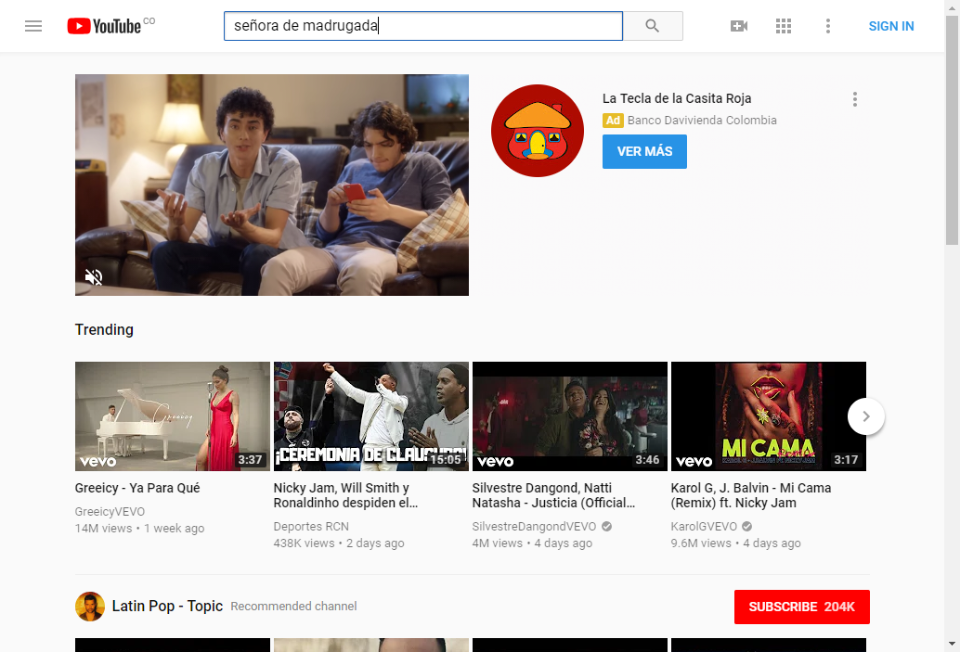 YouTube CO
señora de madrugada
SIGN IN
La Tecla de la Casita Roja
Ad Banco Davivienda Colombia
VER MÁS
Trending
Greeicy
vevo
3:37
¡CEREMONIA DE CLAUSURA!
15:05
vevo
3:46
MI CAMA
vevo
3:17
Greeicy - Ya Para Qué
GreeicyVEVO
14M views • 1 week ago
Nicky Jam, Will Smith y
Ronaldinho despiden el...
Deportes RCN
438K views • 2 days ago
Silvestre Dangond, Natti
Natasha - Justicia (Official...
SilvestreDangondVEVO
4M views • 4 days ago
Karol G, J. Balvin - Mi Cama
(Remix) ft. Nicky Jam
KarolGVEVO
9.6M views • 4 days ago
Latin Pop - Topic Recommended channel
SUBSCRIBE 204K